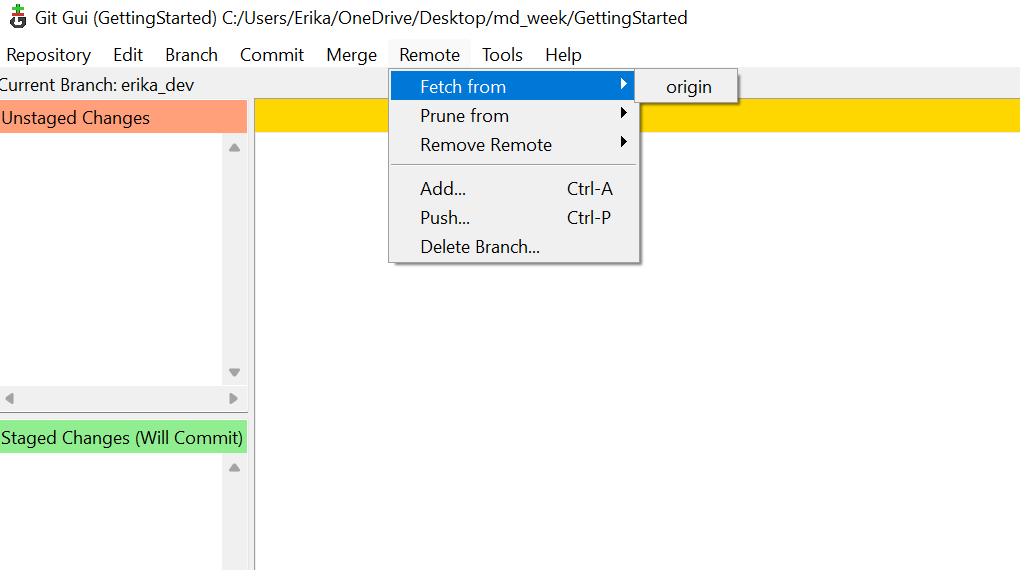 Git Gui (GettingStarted) C:/Users/Erika/OneDrive/Desktop/md_week/GettingStarted
Repository Edit Branch Commit Merge Remote Tools Help
Current Branch: erika_dev
Fetch from origin
Unstaged Changes
Prune from
Remove Remote
Add... Ctrl-A
Push... Ctrl-P
Delete Branch...
Staged Changes (Will Commit)